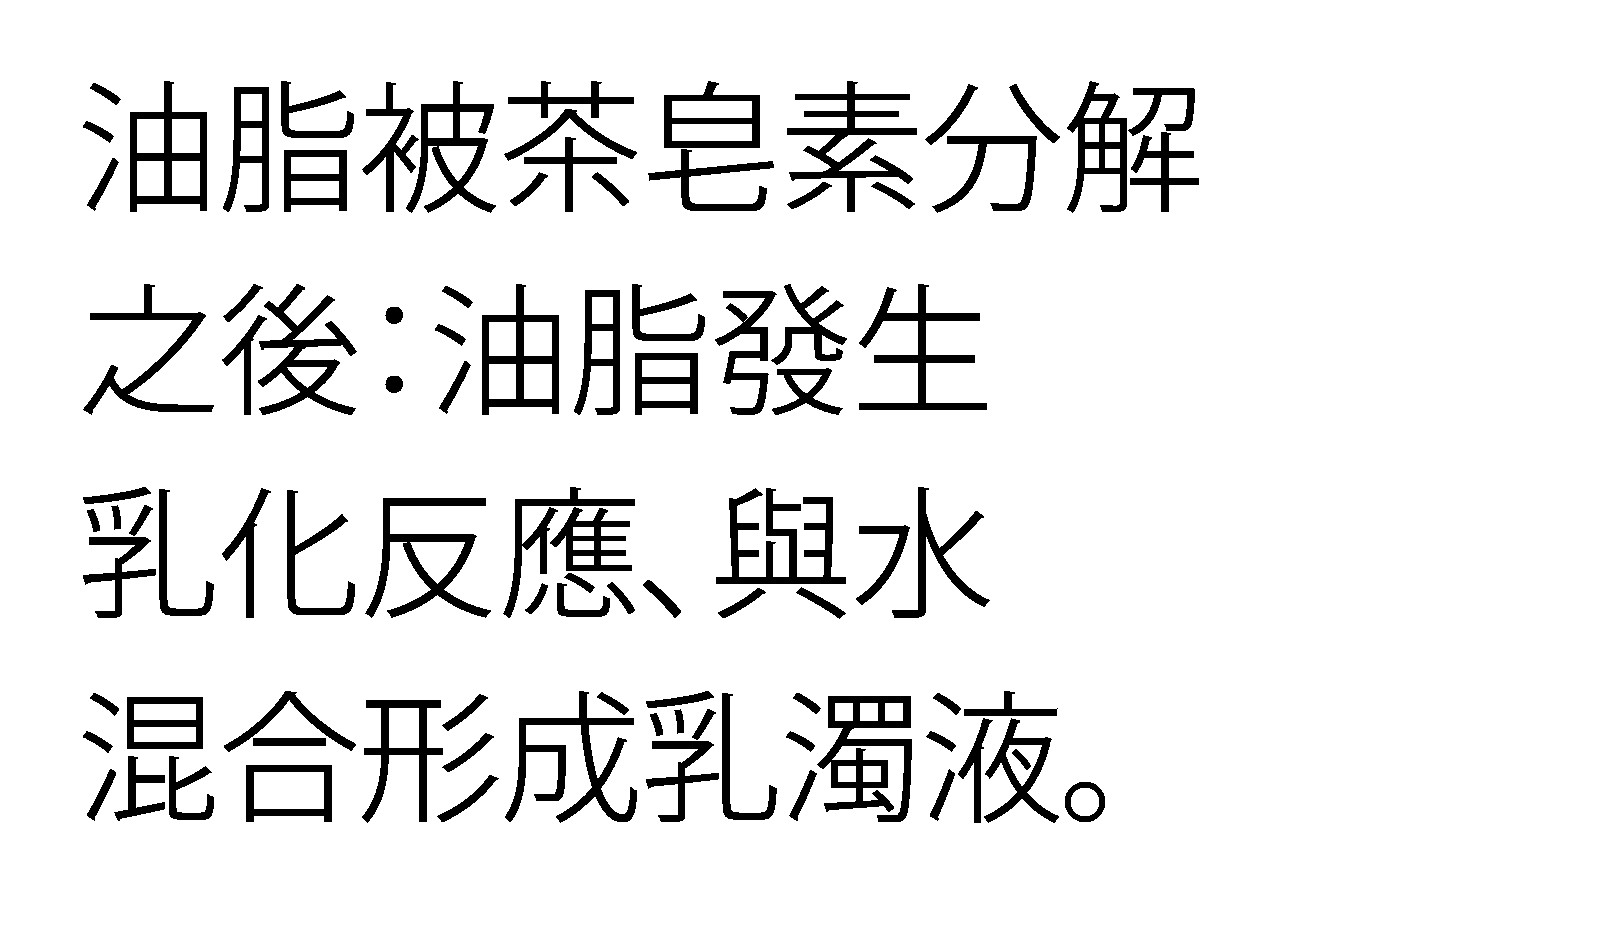 油脂被茶皂素分解
之後：油脂發生
乳化反應、與水
混合形成乳濁液。